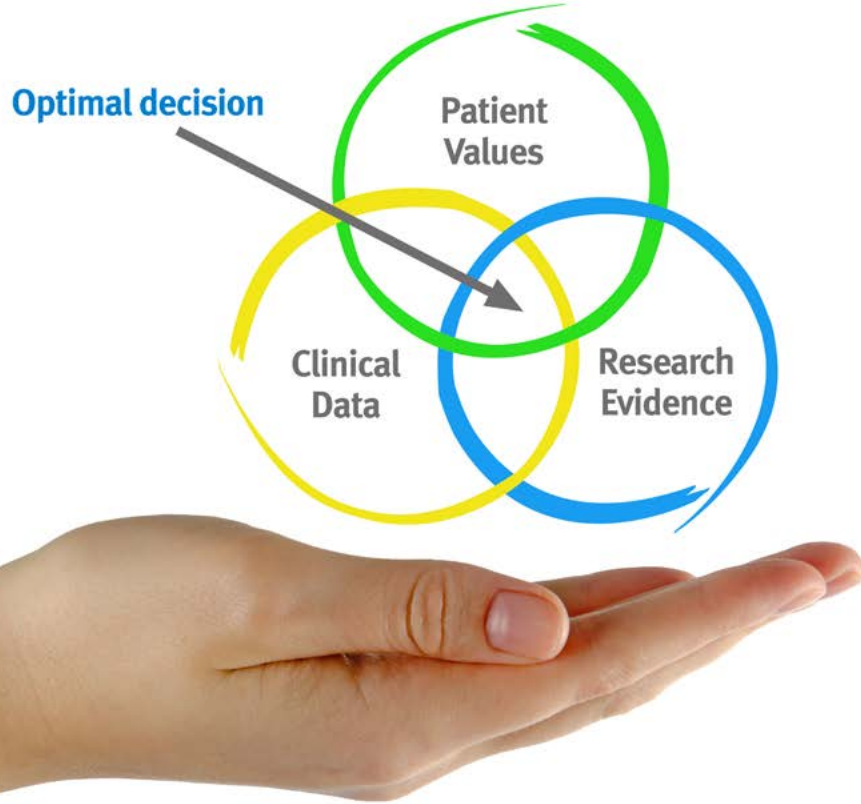 Optimal decision
Patient
Values
Clinical
Data
Research
Evidence